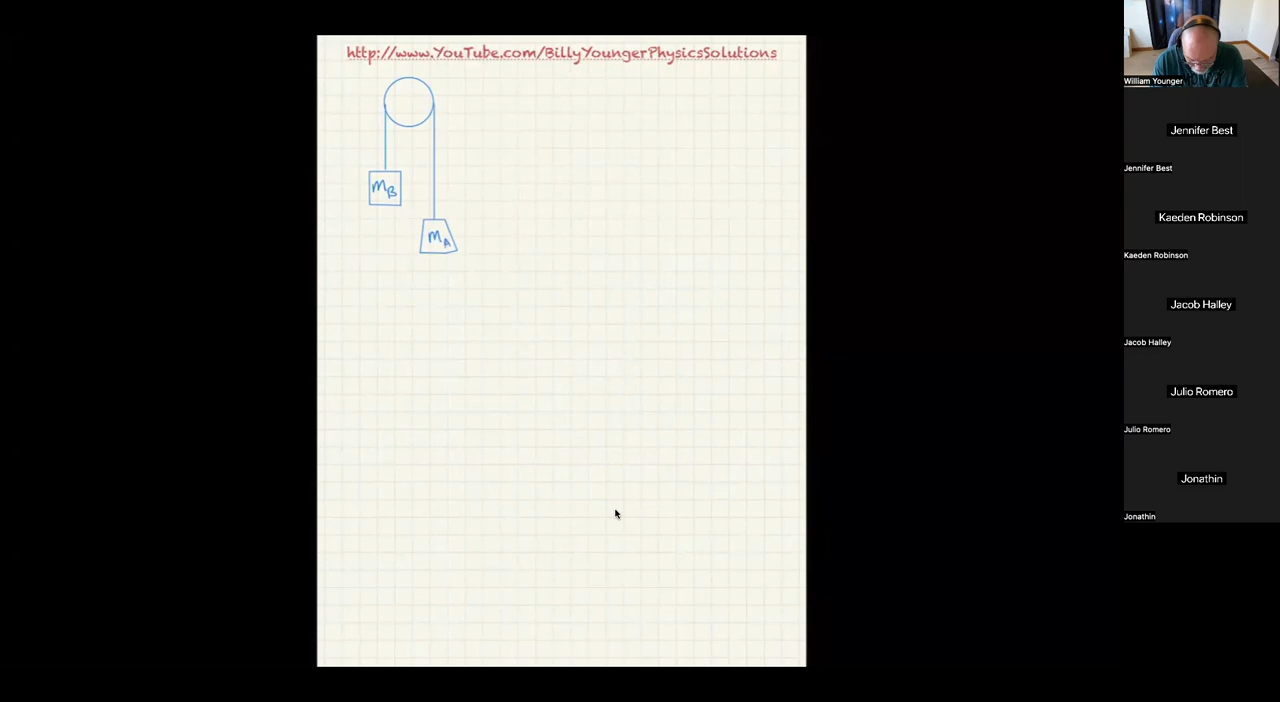 http://www.YouTube.com/BillyYoungerPhysicsSolutions
mB
mA
William Younger
Jennifer Best
Jennifer Best
Kaeden Robinson
Kaeden Robinson
Jacob Halley
Jacob Halley
Julio Romero
Julio Romero
Jonathin
Jonathin